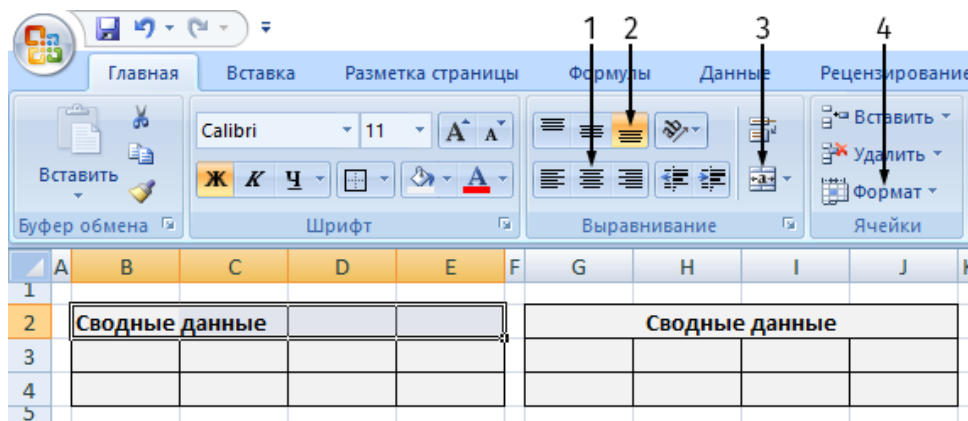 1 2 3 4
Главная Вставка Разметка страницы Формулы Данные Рецензировани
Calibri 11 А А
Вставить
Удалить
Вставить Ж К Ч А Формат
Буфер обмена Шрифт Выравнивание Ячейки
A B C D E F G H I J
1
2 Сводные данные Сводные данные
3
4
5